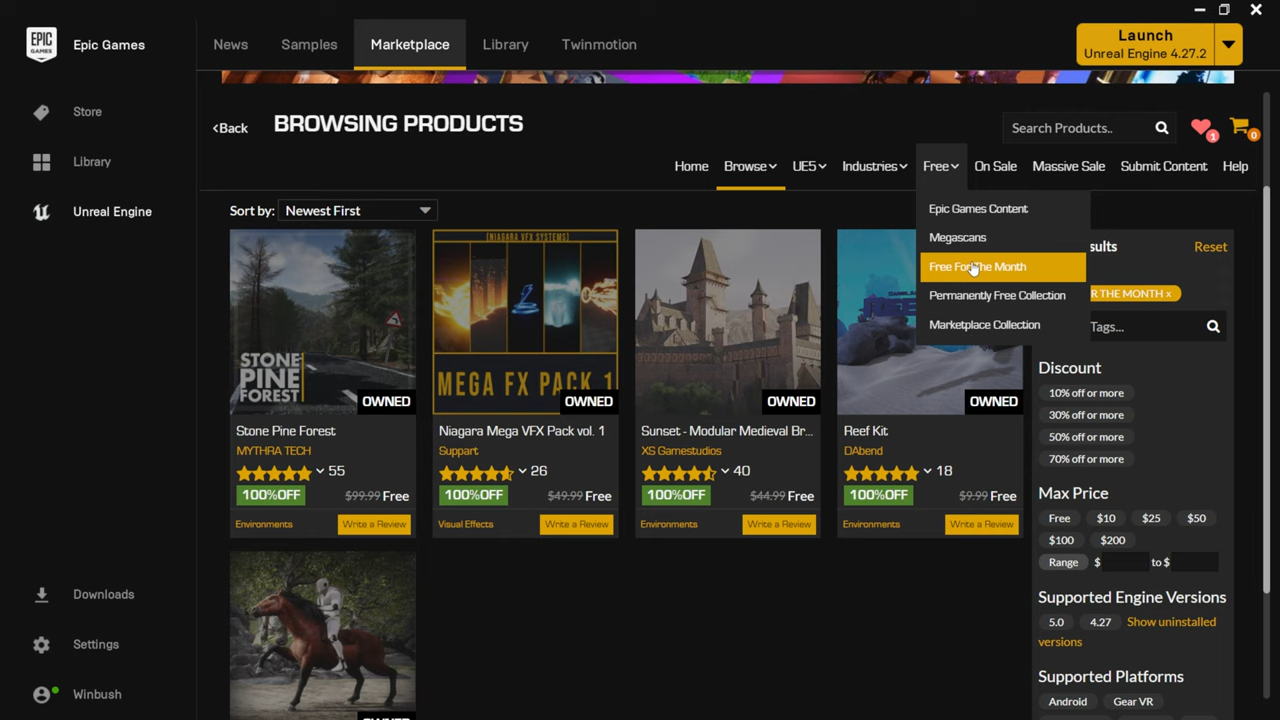 EPIC GAMES
Epic Games
News
Samples
Marketplace
Library
Twinmotion
Launch
Unreal Engine 4.27.2
Store
Library
Unreal Engine
Downloads
Settings
Winbush
<Back
BROWSING PRODUCTS
Search Products..
1
0
Home
Browse
UE5
Industries
Free
On Sale
Massive Sale
Submit Content
Help
Epic Games Content
Megascans
Free For The Month
Permanently Free Collection
Marketplace Collection
Sort by:
Newest First
STONE
PINE
FOREST
OWNED
Stone Pine Forest
MYTHRA TECH
55
100%OFF
$99.99 Free
Environments
Write a Review
(NIAGARA VFX SYSTEMS)
MEGA FX PACK 1
OWNED
Niagara Mega VFX Pack vol. 1
Suppart
26
100%OFF
$49.99 Free
Visual Effects
Write a Review
OWNED
Sunset - Modular Medieval Br...
XS Gamestudios
40
100%OFF
$44.99 Free
Environments
Write a Review
OWNED
Reef Kit
DAbend
18
100%OFF
$9.99 Free
Environments
Write a Review
sults
Reset
R THE MONTH x
Tags...
Discount
10% off or more
30% off or more
50% off or more
70% off or more
Max Price
Free
$10
$25
$50
$100
$200
Range
$
to $
Supported Engine Versions
5.0
4.27
Show uninstalled
versions
Supported Platforms
Android
Gear VR